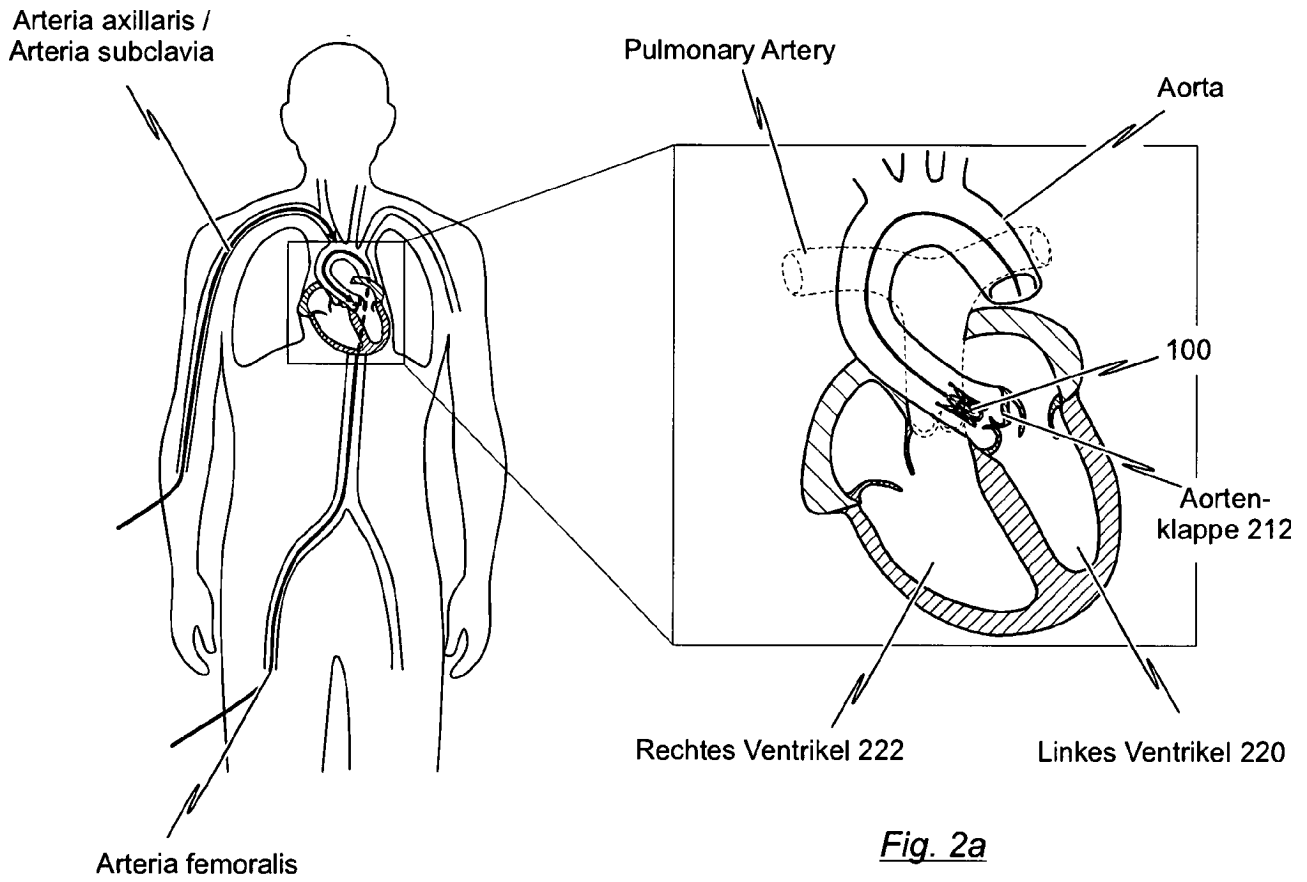 Arteria axillaris /
Arteria subclavia
Pulmonary Artery
Aorta
100
Aorten-
klappe 212
Rechtes Ventrikel 222
Linkes Ventrikel 220
Arteria femoralis
Fig. 2a